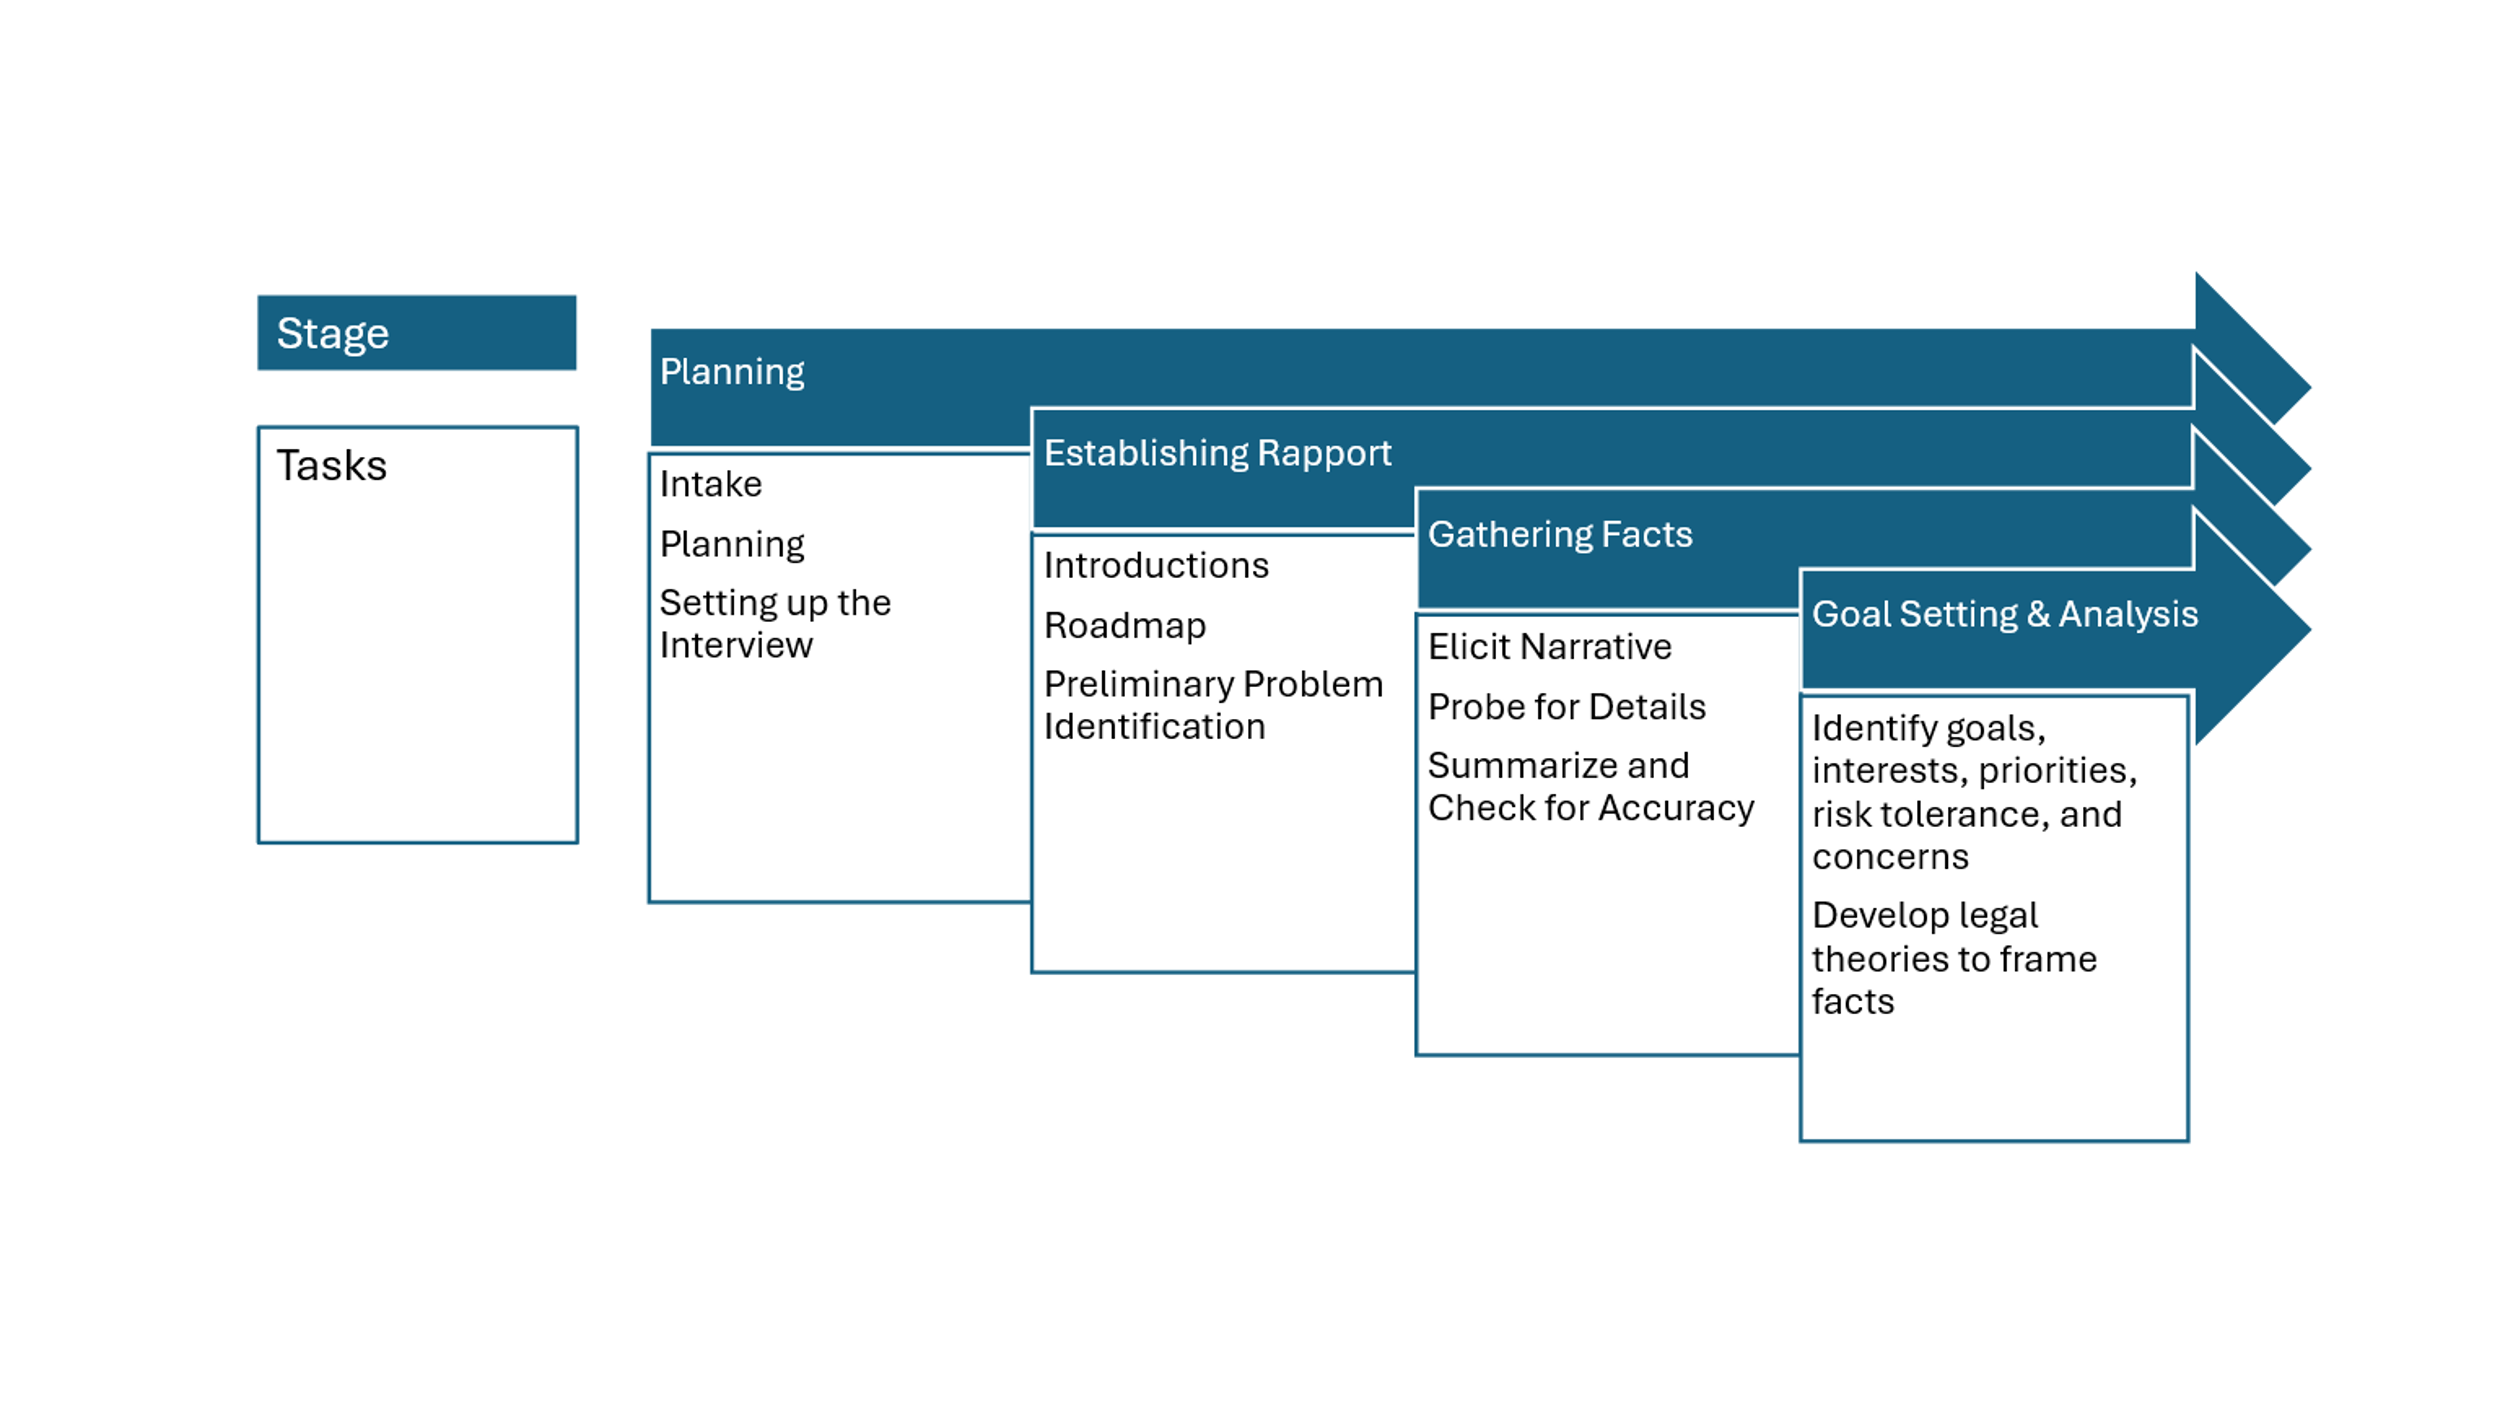 Stage
Tasks
Planning
Intake
Planning
Setting up the
Interview
Establishing Rapport
Introductions
Roadmap
Preliminary Problem
Identification
Gathering Facts
Elicit Narrative
Probe for Details
Summarize and
Check for Accuracy
Goal Setting & Analysis
Identify goals,
interests, priorities,
risk tolerance, and
concerns
Develop legal
theories to frame
facts